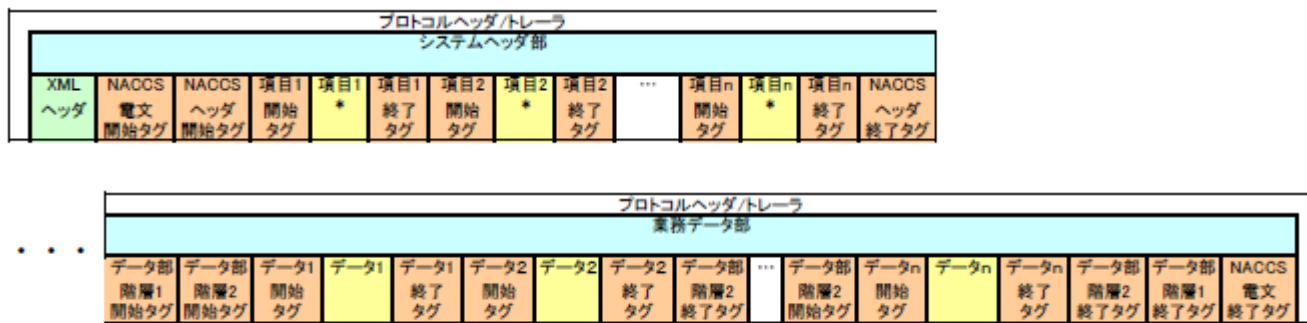 プロトコルヘッダ/トレーラ
システムヘッダ部
XML
ヘッダ
NACCS
電文
開始タグ
NACCS
ヘッダ
開始タグ
項目1
開始
タグ
項目1
*
項目1
終了
タグ
項目2
開始
タグ
項目2
*
項目2
終了
タグ
…
項目n
開始
タグ
項目n
*
項目n
終了
タグ
NACCS
ヘッダ
終了タグ
・・・
プロトコルヘッダ/トレーラ
業務データ部
データ部
階層1
開始タグ
データ部
階層2
開始タグ
データ1
開始
タグ
データ1
データ1
終了
タグ
データ2
開始
タグ
データ2
データ2
終了
タグ
データ部
階層2
終了タグ
…
データ部
階層2
開始タグ
データn
開始
タグ
データn
データn
終了
タグ
データ部
階層2
終了タグ
データ部
階層1
終了タグ
NACCS
電文
終了タグ